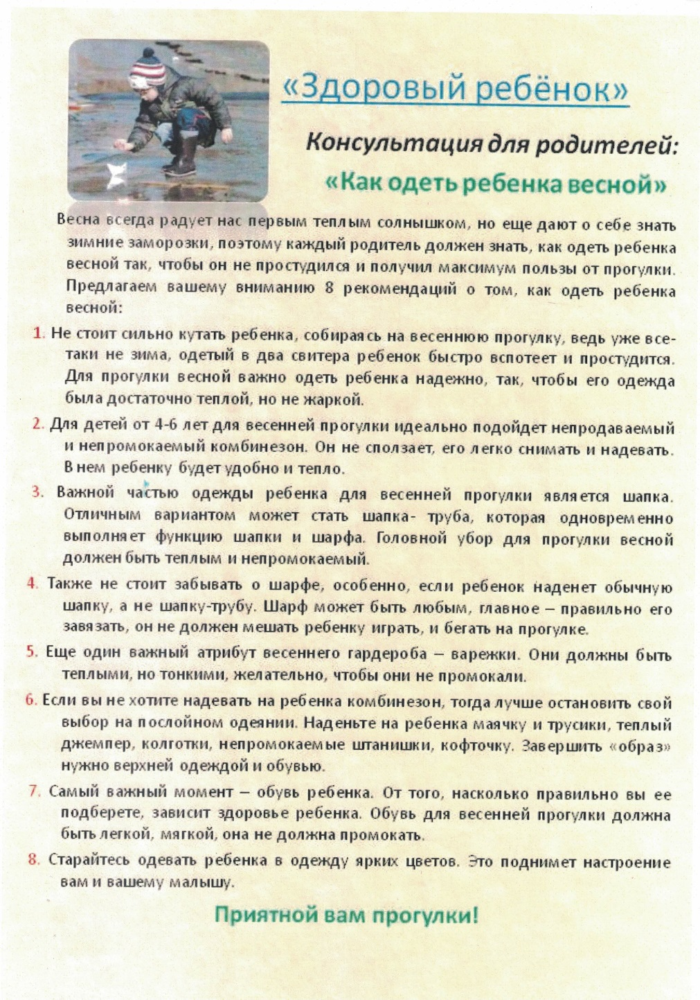 «Здоровый ребёнок»
Консультация для родителей:
«Как одеть ребенка весной»
Весна всегда радует нас первым теплым солнышком, но еще дают о себе знать
зимние заморозки, поэтому каждый родитель должен знать, как одеть ребенка
весной так, чтобы он не простудился и получил максимум пользы от прогулки.
Предлагаем вашему вниманию 8 рекомендаций о том, как одеть ребенка
весной:
1. Не стоит сильно кутать ребенка, собираясь на весеннюю прогулку, ведь уже все-
таки не зима, одетый в два свитера ребенок быстро вспотеет и простудится.
Для прогулки весной важно одеть ребенка надежно, так, чтобы его одежда
была достаточно теплой, но не жаркой.
2. Для детей от 4-6 лет для весенней прогулки идеально подойдет непродаваемый
и непромокаемый комбинезон. Он не сползает, его легко снимать и надевать.
В нем ребенку будет удобно и тепло.
3. Важной частью одежды ребенка для весенней прогулки является шапка.
Отличным вариантом может стать шапка- труба, которая одновременно
выполняет функцию шапки и шарфа. Головной убор для прогулки весной
должен быть теплым и непромокаемый.
4. Также не стоит забывать о шарфе, особенно, если ребенок наденет обычную
шапку, а не шапку-трубу. Шарф может быть любым, главное – правильно его
завязать, он не должен мешать ребенку играть, и бегать на прогулке.
5. Еще один важный атрибут весеннего гардероба – варежки. Они должны быть
теплыми, но тонкими, желательно, чтобы они не промокали.
6. Если вы не хотите надевать на ребенка комбинезон, тогда лучше остановить свой
выбор на послойном одеянии. Наденьте на ребенка маячку и трусики, теплый
джемпер, колготки, непромокаемые штанишки, кофточку. Завершить «образ»
нужно верхней одеждой и обувью.
7. Самый важный момент – обувь ребенка. От того, насколько правильно вы ее
подберете, зависит здоровье ребенка. Обувь для весенней прогулки должна
быть легкой, мягкой, она не должна промокать.
8. Старайтесь одевать ребенка в одежду ярких цветов. Это поднимет настроение
вам и вашему малышу.
Приятной вам прогулки!